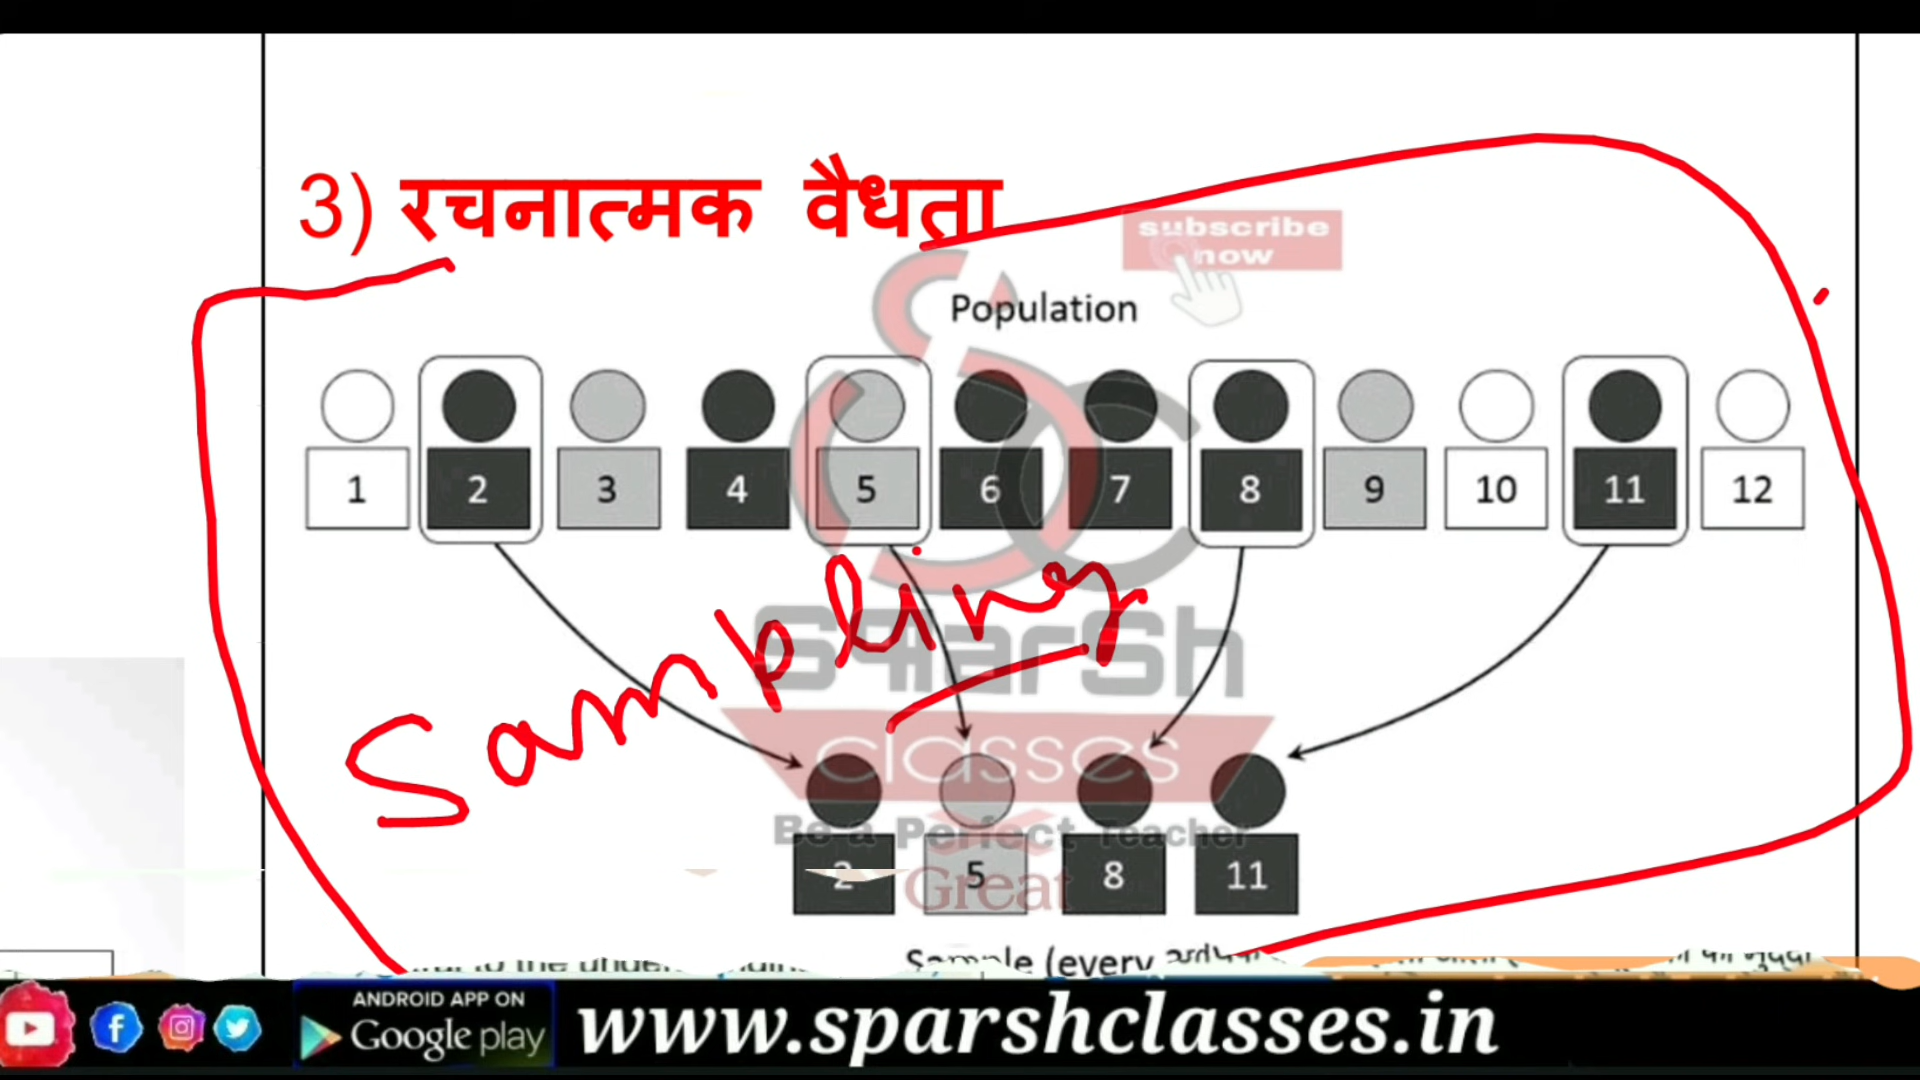 3) रचनात्मक वैधता
subscribe
now
Population
1 2 3 4 5 6 7 8 9 10 11 12
Sampling
Sparsh
classes
Be a Perfect Teacher
2 5 8 11
Great
Sample (every
ANDROID APP ON
Google play
www.sparshclasses.in